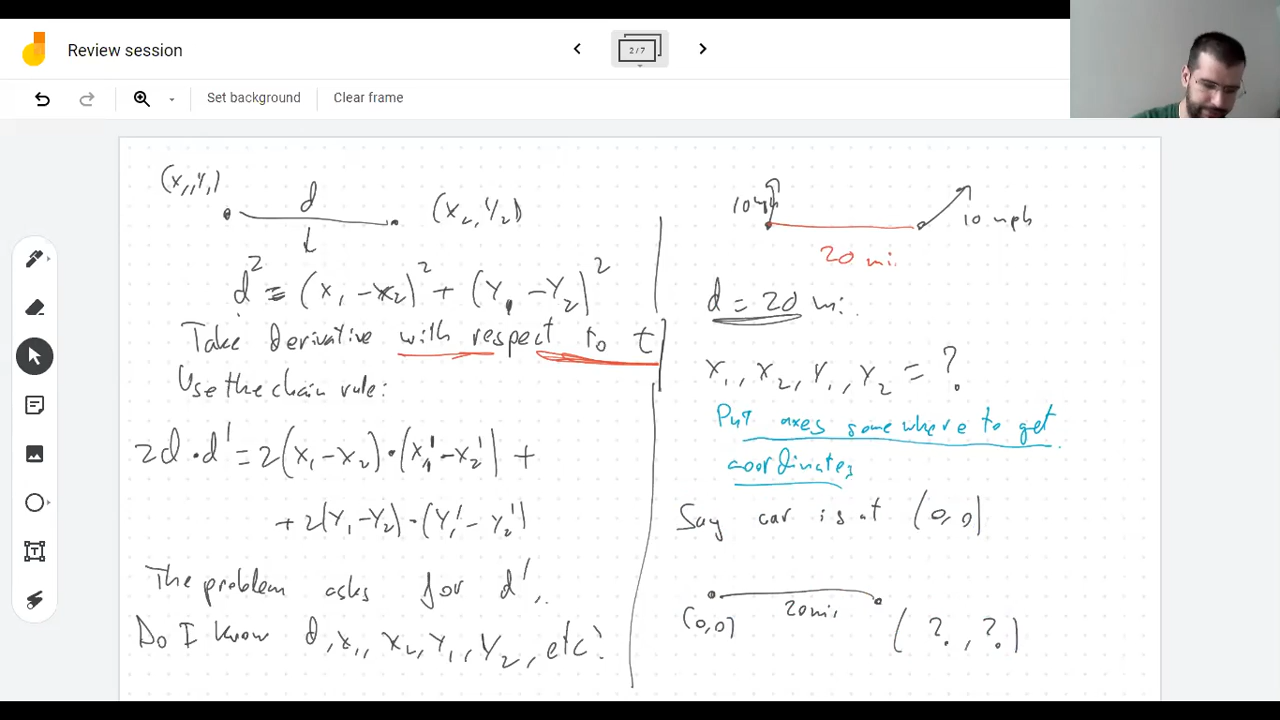 Review session
2/7
Set background
Clear frame
(x₁, y₁)
d
(x₂, y₂)
d² = (x₁ - x₂)² + (y₁ - y₂)²
Take derivative with respect to t
Use the chain rule:
2d · d' = 2(x₁ - x₂) · (x₁' - x₂') +
+ 2(y₁ - y₂) · (y₁' - y₂')
The problem asks for d'.
Do I know d, x₁, x₂, y₁, y₂, etc?
10 mph
10 mph
20 mi.
d = 20 mi.
x₁, x₂, y₁, y₂ = ?
Put axes somewhere to get
coordinates
Say car is at (0,0)
20mi
(0,0)
(?, ?)